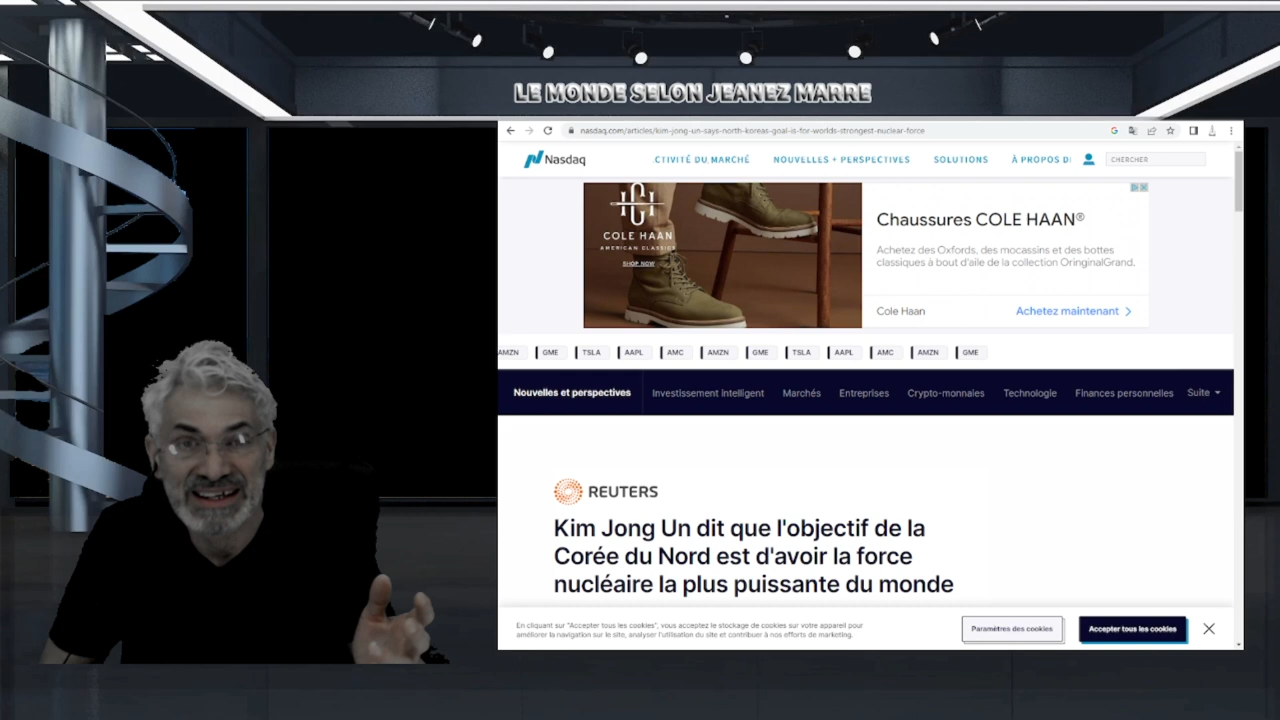 LE MONDE SELON JEANEZ MARRE
nasdaq.com/articles/kim-jong-un-says-north-koreas-goal-is-for-worlds-strongest-nuclear-force
Nasdaq
CTIVITÉ DU MARCHÉ NOUVELLES + PERSPECTIVES SOLUTIONS À PROPOS D CHERCHER
COLE HAAN
AMERICAN CLASSICS
SHOP NOW
Chaussures COLE HAAN®
Achetez des Oxfords, des mocassins et des bottes
classiques à bout d'aile de la collection OringinalGrand.
Cole Haan Achetez maintenant
AMZN GME TSLA AAPL AMC AMZN GME TSLA AAPL AMC AMZN GME
Nouvelles et perspectives Investissement intelligent Marchés Entreprises Crypto-monnaies Technologie Finances personnelles Suite
REUTERS
Kim Jong Un dit que l'objectif de la
Corée du Nord est d'avoir la force
nucléaire la plus puissante du monde
En cliquant sur "Accepter tous les cookies", vous acceptez le stockage de cookies sur votre appareil pour
améliorer la navigation sur le site, analyser l'utilisation du site et contribuer à nos efforts de marketing.
Paramètres des cookies Accepter tous les cookies